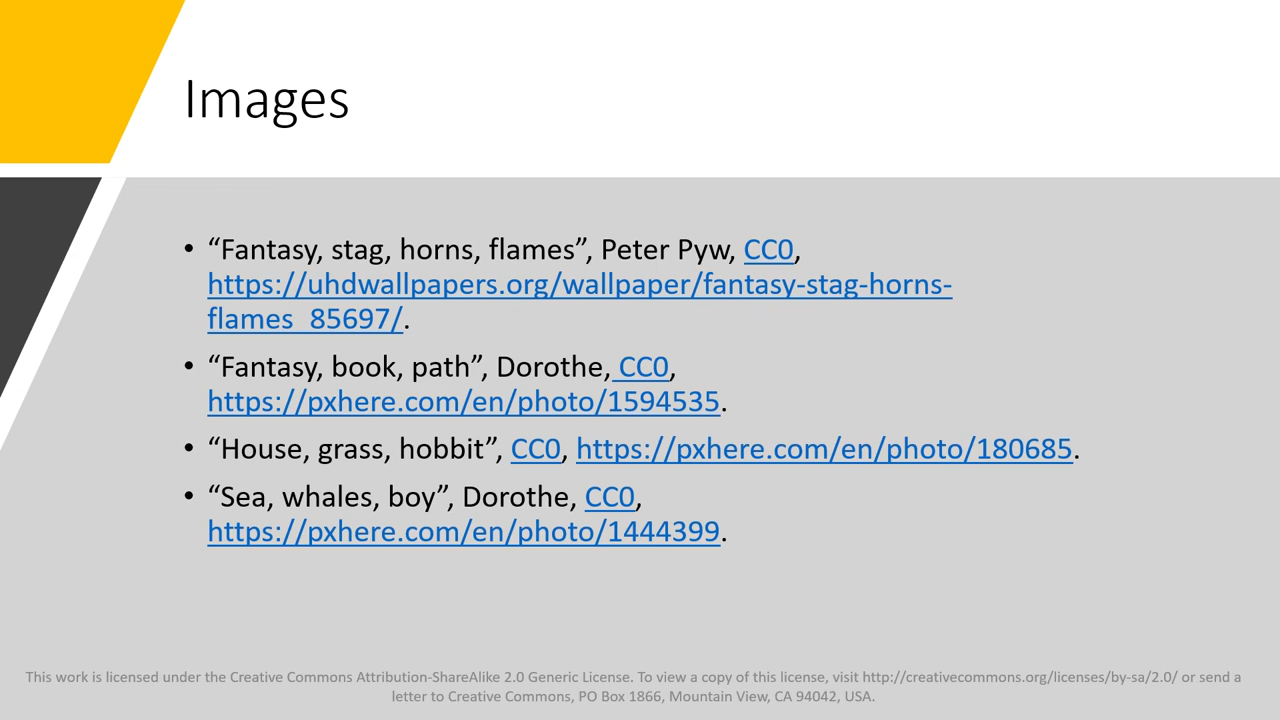 Images
• “Fantasy, stag, horns, flames”, Peter Pyw, CC0,
https://uhdwallpapers.org/wallpaper/fantasy-stag-horns-
flames_85697/.
• “Fantasy, book, path”, Dorothe, CC0,
https://pxhere.com/en/photo/1594535.
• “House, grass, hobbit”, CC0, https://pxhere.com/en/photo/180685.
• “Sea, whales, boy”, Dorothe, CC0,
https://pxhere.com/en/photo/1444399.
This work is licensed under the Creative Commons Attribution-ShareAlike 2.0 Generic License. To view a copy of this license, visit http://creativecommons.org/licenses/by-sa/2.0/ or send a
letter to Creative Commons, PO Box 1866, Mountain View, CA 94042, USA.